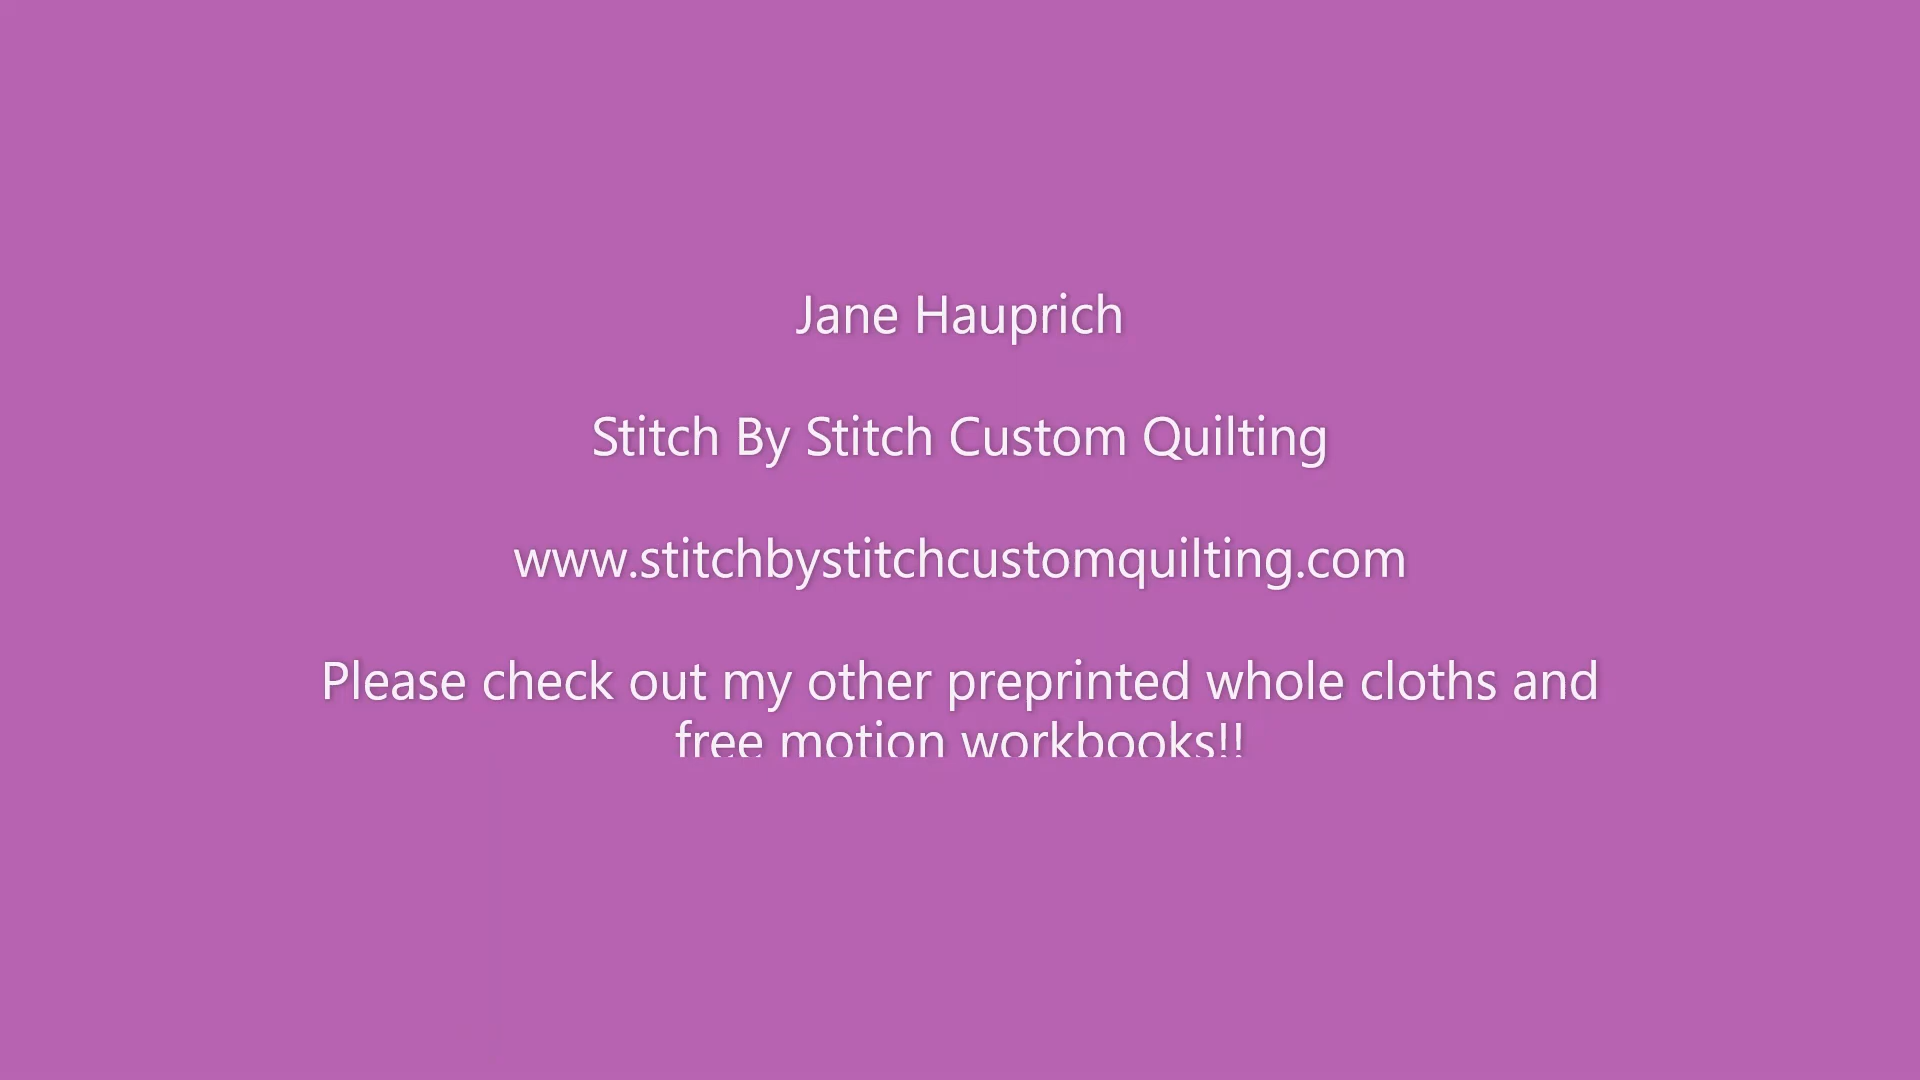 Jane Hauprich
Stitch By Stitch Custom Quilting
www.stitchbystitchcustomquilting.com
Please check out my other preprinted whole cloths and
free motion workbooks!!